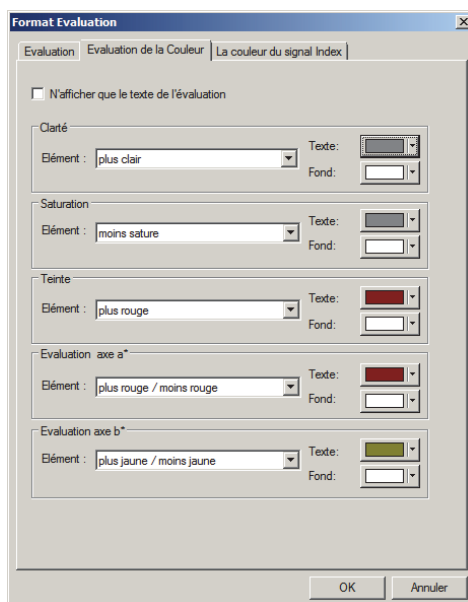 Format Evaluation
Evaluation Evaluation de la Couleur La couleur du signal Index
N'afficher que le texte de l'évaluation
Clarté
Elément : plus clair Texte:
Fond:
Saturation
Elément : moins sature Texte:
Fond:
Teinte
Elément : plus rouge Texte:
Fond:
Evaluation axe a*
Elément : plus rouge / moins rouge Texte:
Fond:
Evaluation axe b*
Elément : plus jaune / moins jaune Texte:
Fond:
OK Annuler